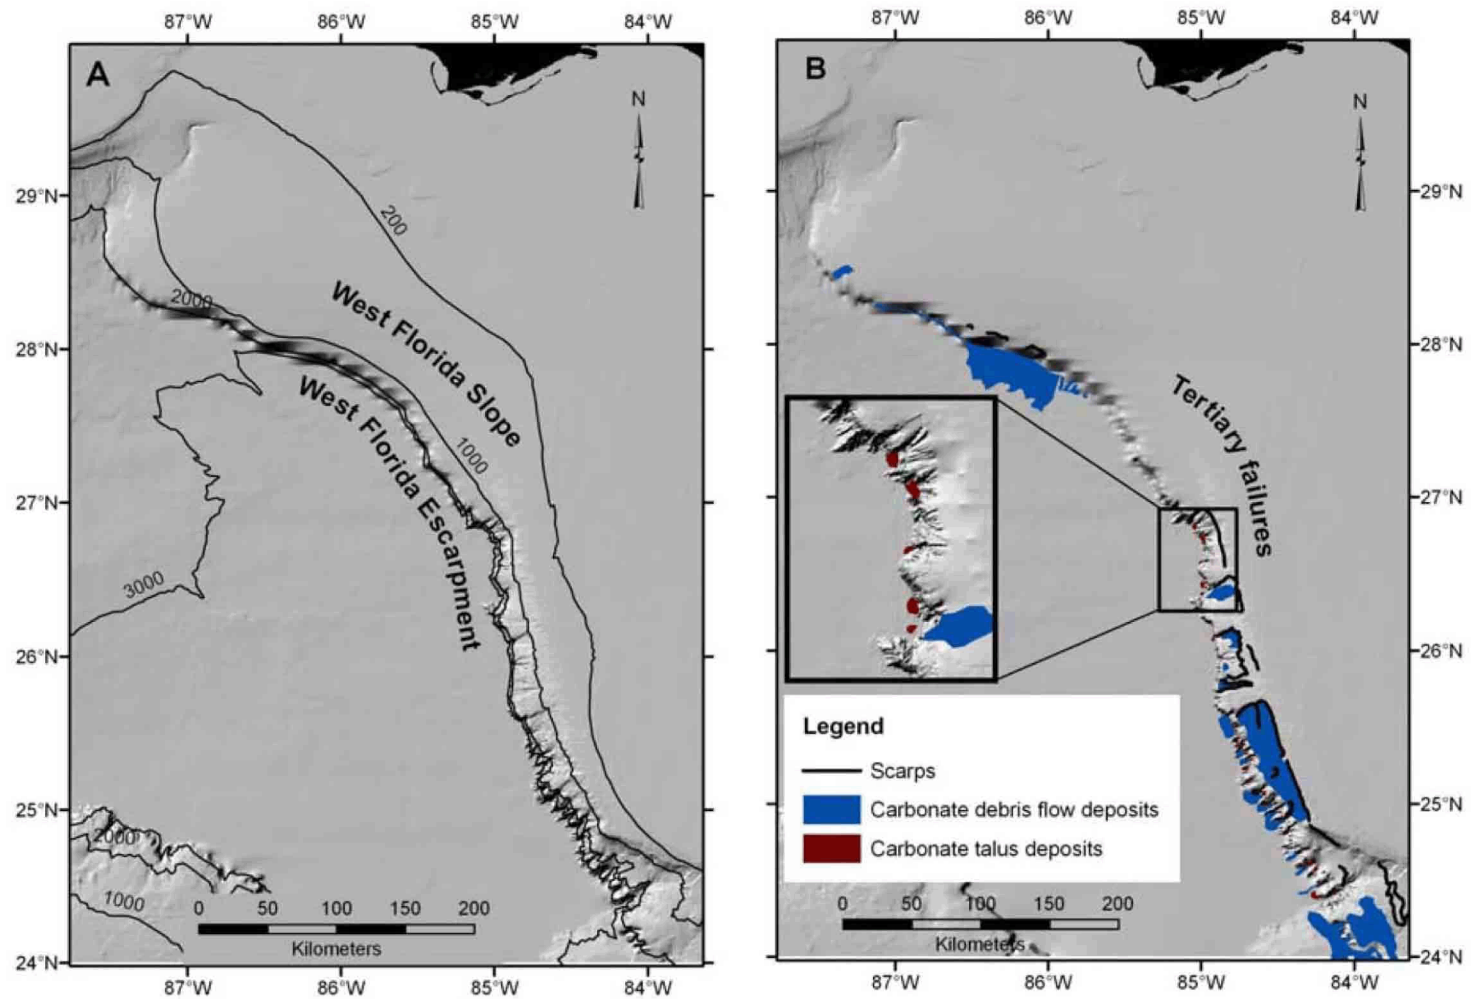 87°W 86°W 85°W 84°W
A
N
29°N
28°N
27°N
26°N
25°N
24°N
200
2000
West Florida Slope
West Florida Escarpment
1000
3000
2000
1000
0 50 100 150 200
Kilometers
87°W 86°W 85°W 84°W
87°W 86°W 85°W 84°W
B
N
29°N
28°N
27°N
26°N
25°N
24°N
Tertiary failures
Legend
Scarps
Carbonate debris flow deposits
Carbonate talus deposits
0 50 100 150 200
Kilometers
87°W 86°W 85°W 84°W